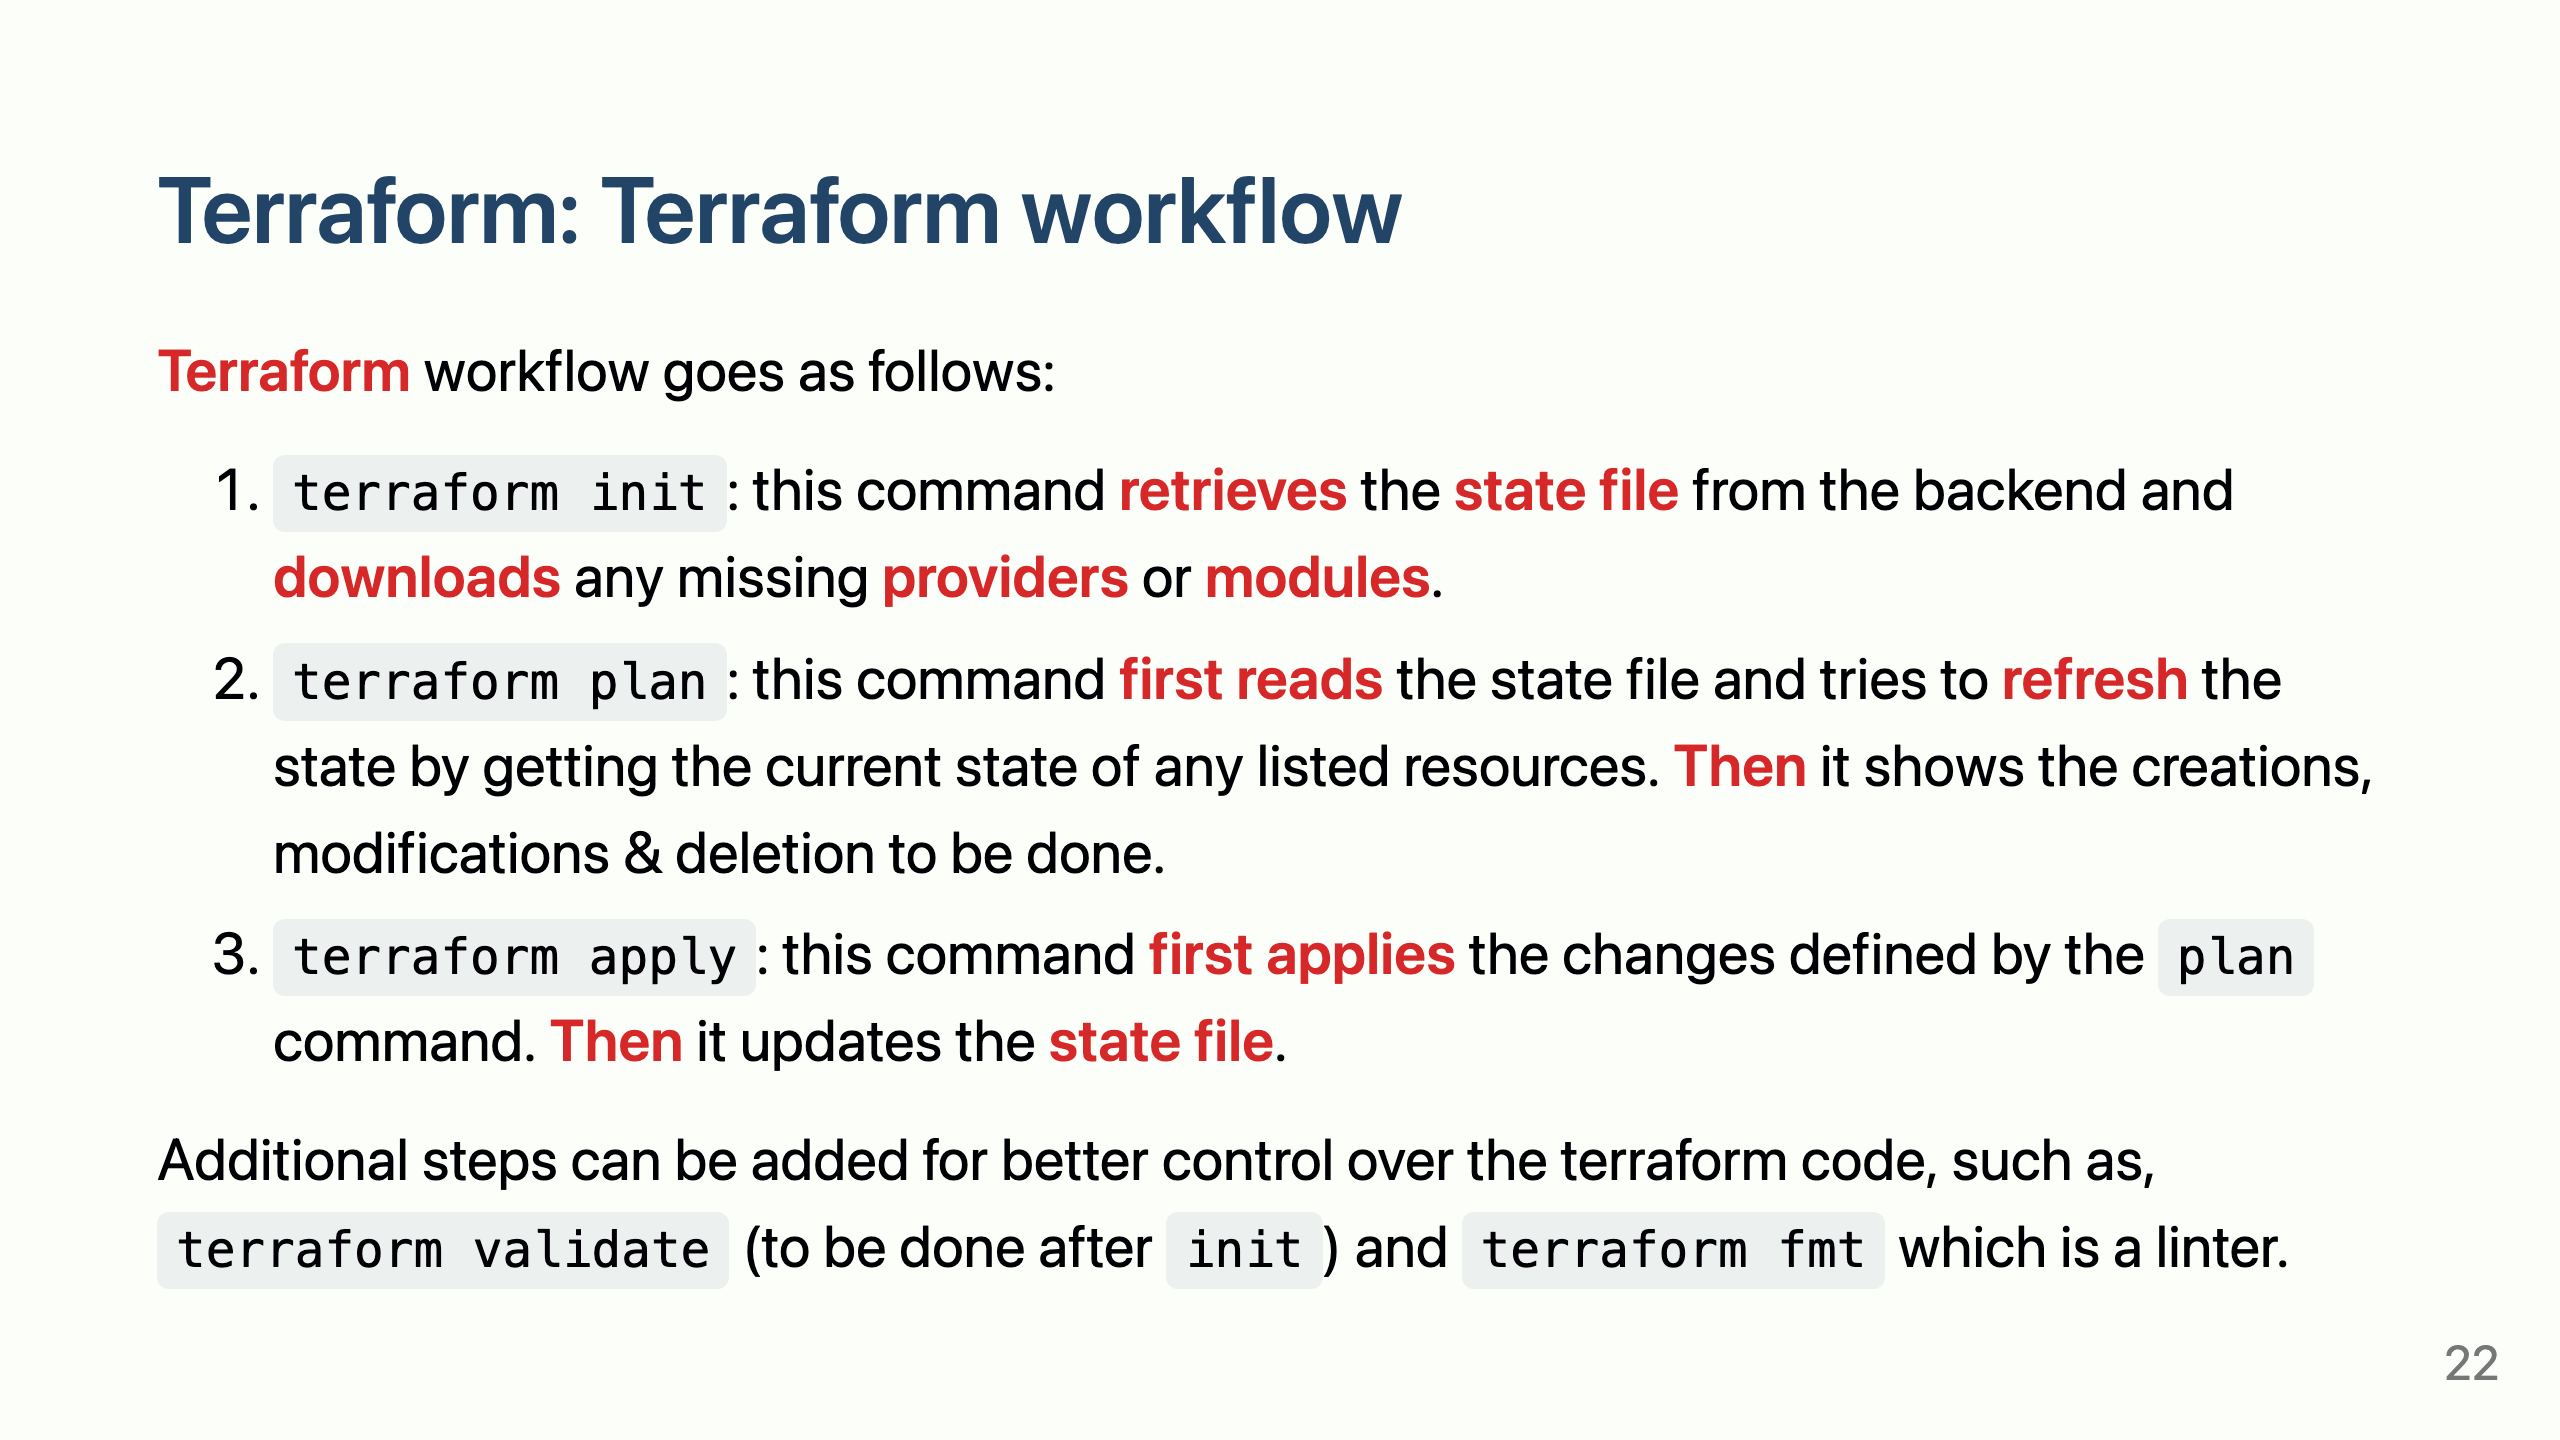 Terraform: Terraform workflow
Terraform workflow goes as follows:
1. terraform init : this command retrieves the state file from the backend and
downloads any missing providers or modules.
2. terraform plan : this command first reads the state file and tries to refresh the
state by getting the current state of any listed resources. Then it shows the creations,
modifications & deletion to be done.
3. terraform apply : this command first applies the changes defined by the plan
command. Then it updates the state file.
Additional steps can be added for better control over the terraform code, such as,
terraform validate (to be done after init ) and terraform fmt which is a linter.
22